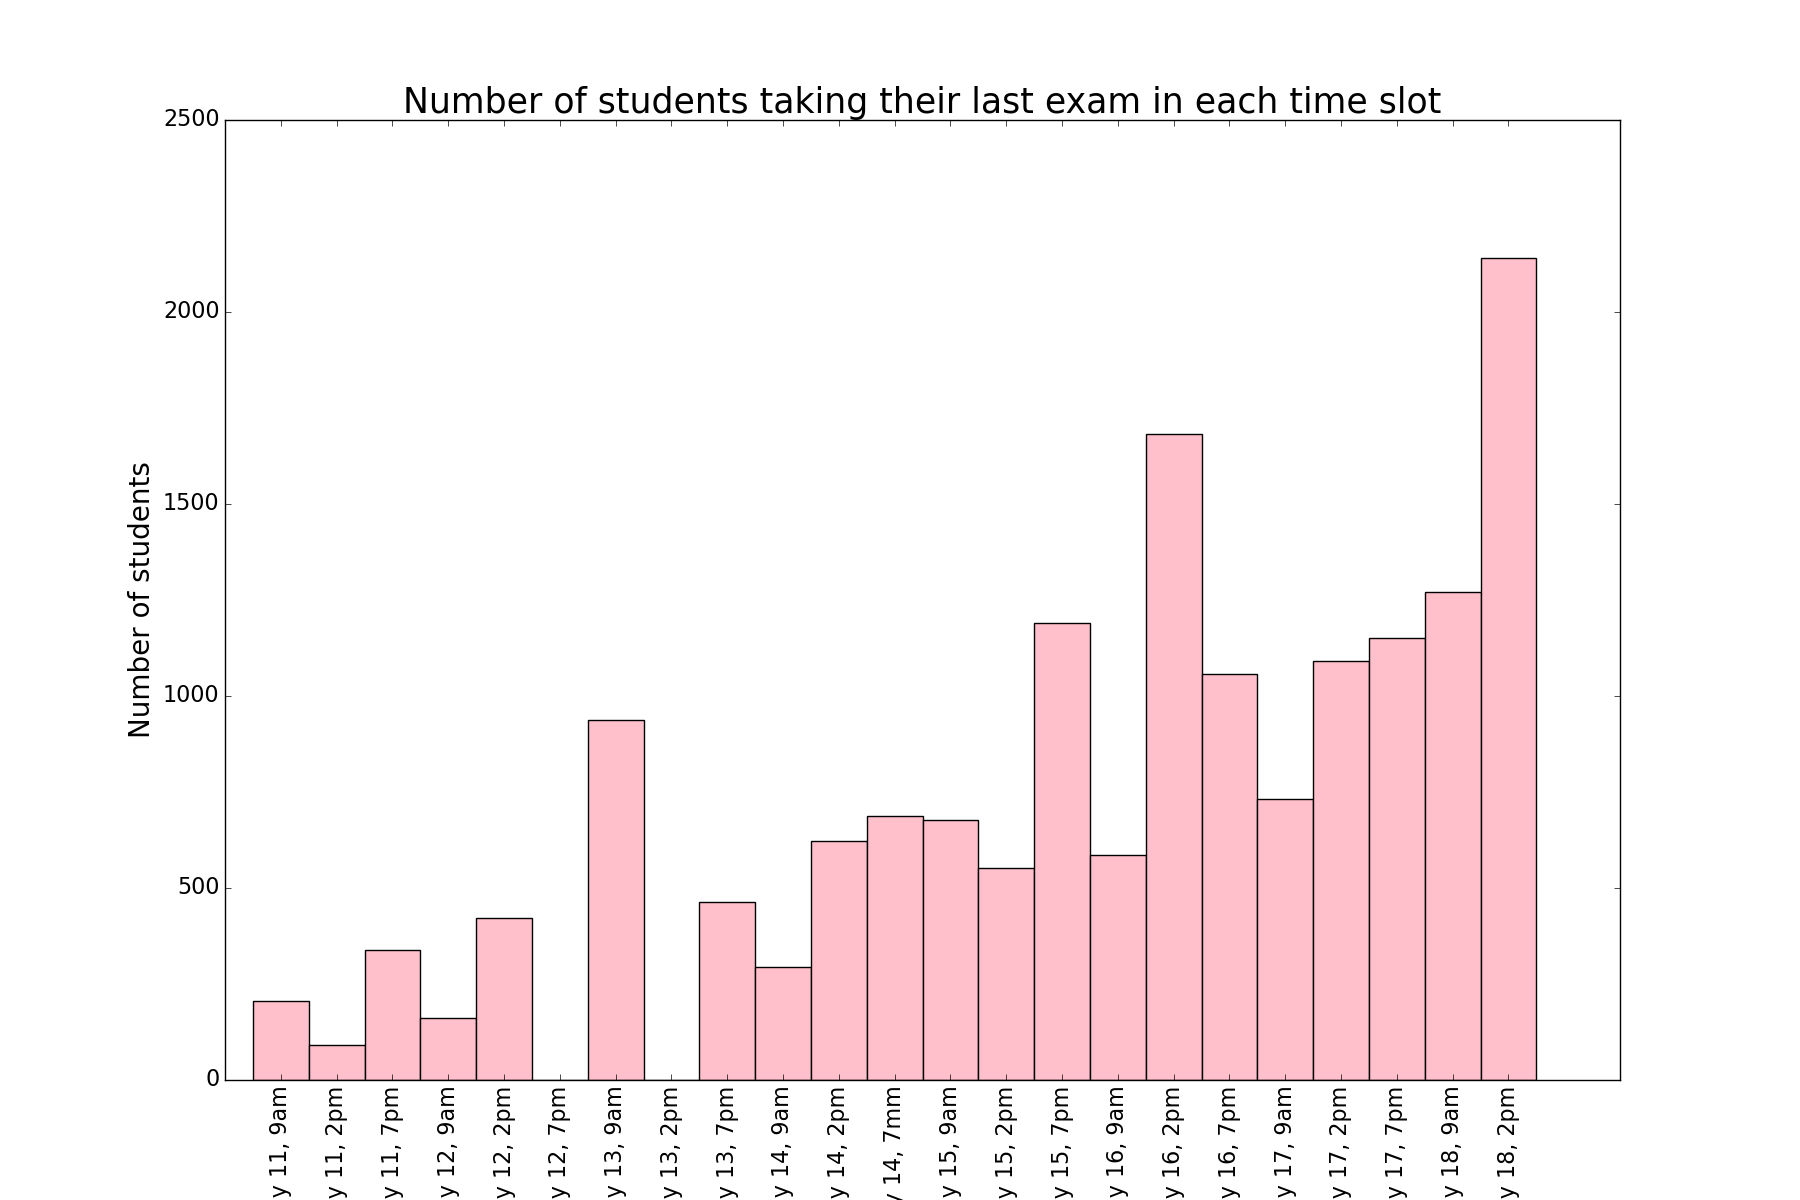 Number of students taking their last exam in each time slot
Number of students
2500
2000
1500
1000
500
0
y 11, 9am
y 11, 2pm
y 11, 7pm
y 12, 9am
y 12, 2pm
y 12, 7pm
y 13, 9am
y 13, 2pm
y 13, 7pm
y 14, 9am
y 14, 2pm
y 14, 7mm
y 15, 9am
y 15, 2pm
y 15, 7pm
y 16, 9am
y 16, 2pm
y 16, 7pm
y 17, 9am
y 17, 2pm
y 17, 7pm
y 18, 9am
y 18, 2pm